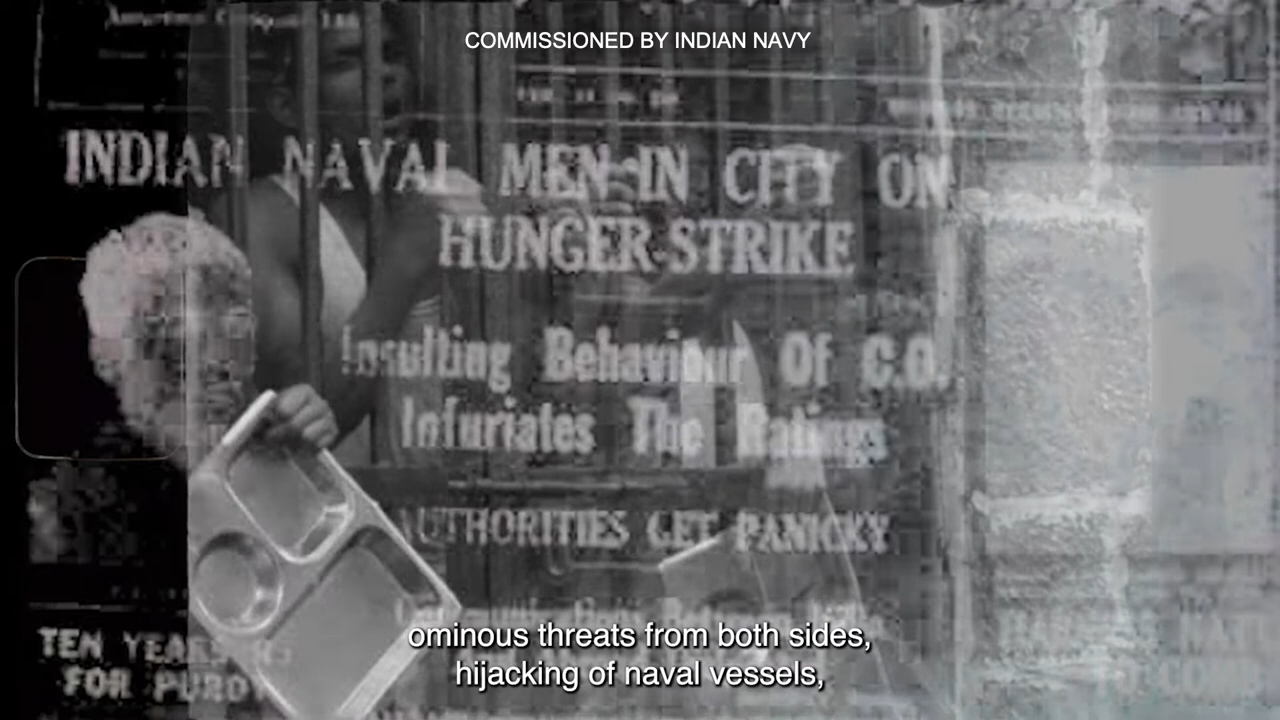 COMMISSIONED BY INDIAN NAVY
INDIAN NAVAL MEN IN CITY ON
HUNGER-STRIKE
Insulting Behaviour Of C.O.
Infuriates The Ratings
AUTHORITIES GET PANICKY
TEN YEARS
FOR PURDY
ominous threats from both sides,
hijacking of naval vessels,